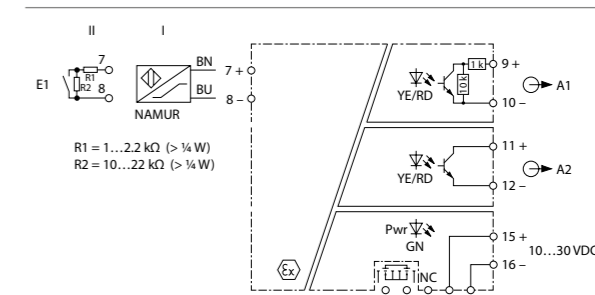 II
I
E1
7
R1
R2
8
BN
7 +
BU
8 –
NAMUR
R1 = 1…2.2 kΩ (> ¼ W)
R2 = 10…22 kΩ (> ¼ W)
Ex
YE/RD
1 k
10 k
9 +
10 –
A1
YE/RD
11 +
12 –
A2
Pwr
GN
NC
15 +
16 –
10…30 VDC